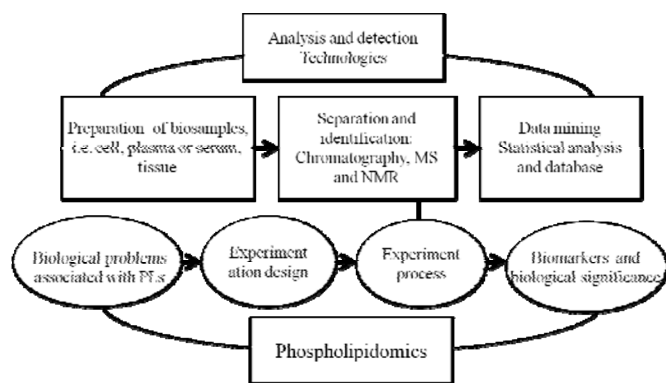 Analysis and detection
Technologies
Preparation of biosamples,
i.e. cell, plasma or serum,
tissue
Separation and
identification:
Chromatography, MS
and NMR
Data mining
Statistical analysis
and database
Biological problems
associated with PLs
Experiment
ation design
Experiment
process
Biomarkers and
biological significance
Phospholipidomics